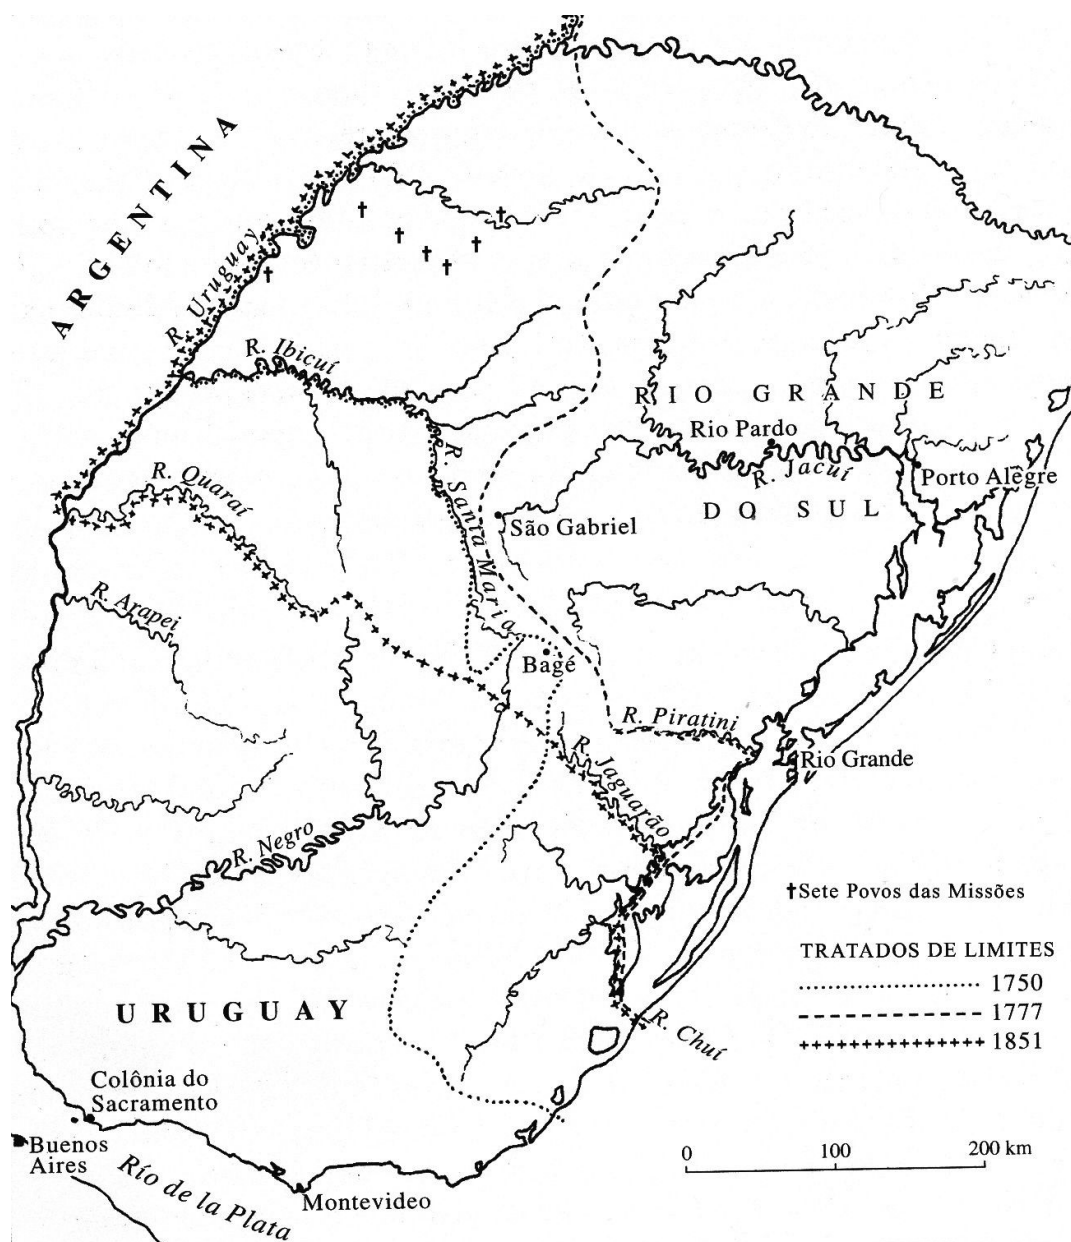 ARGENTINA
R. Uruguay
R. Ibicuí
RIO GRANDE
Rio Pardo
R. Jacuí
Porto Alegre
R. Quaraí
R. Santa Maria
São Gabriel
DO SUL
R. Arapei
Bagé
R. Piratini
R. Jaguarão
Rio Grande
R. Negro
Sete Povos das Missões
TRATADOS DE LIMITES
1750
1777
1851
URUGUAY
R. Chuí
Colônia do
Sacramento
Buenos
Aires
Río de la Plata
Montevideo
0 100 200 km